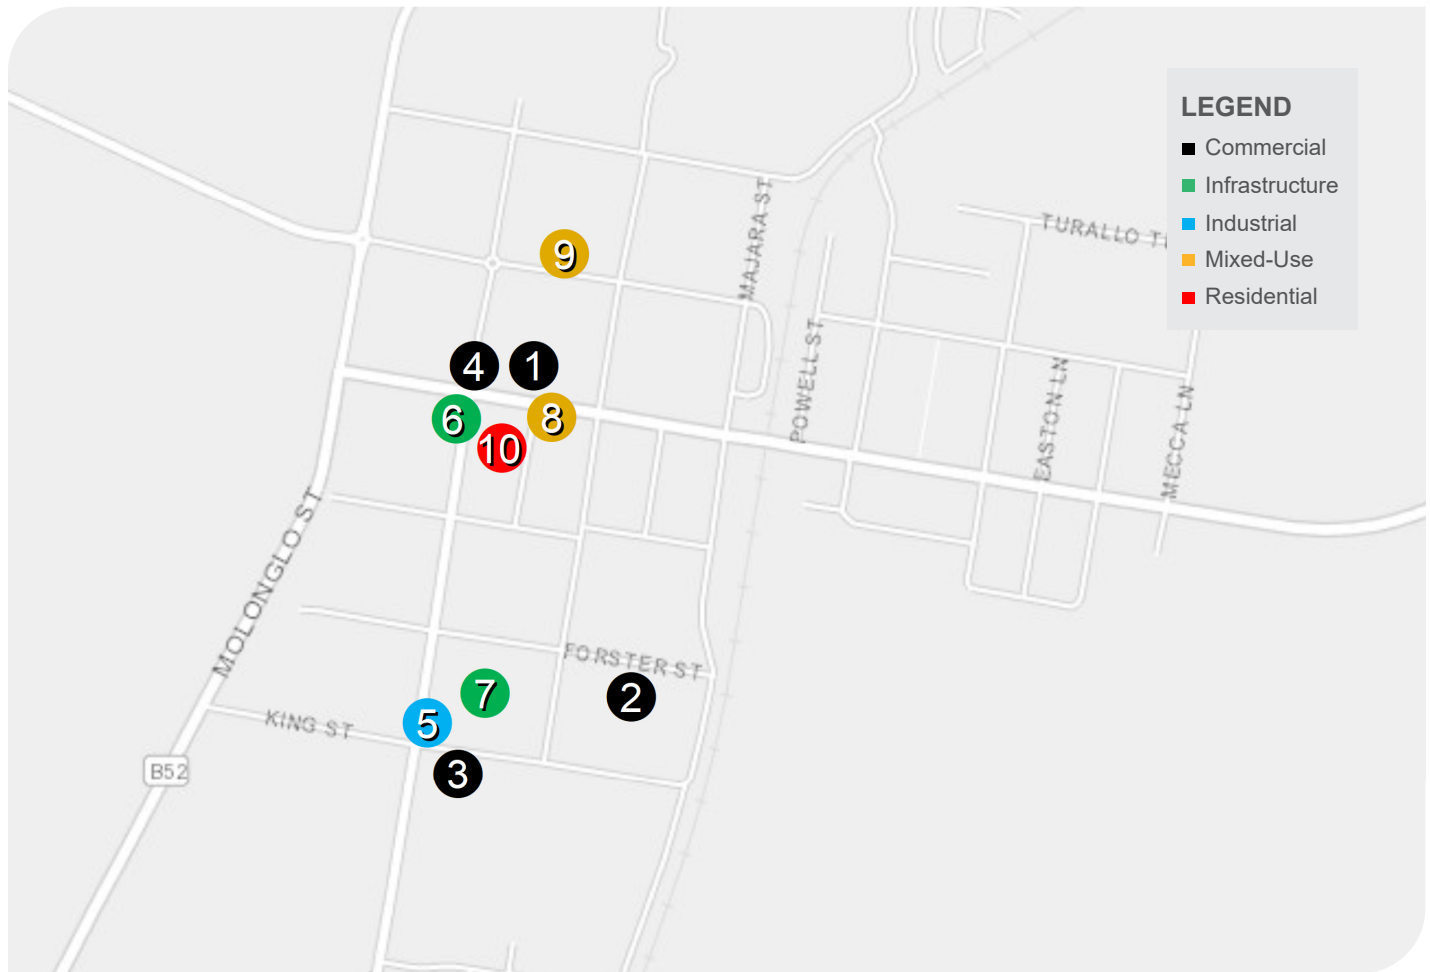 LEGEND
Commercial
Infrastructure
Industrial
Mixed-Use
Residential
MAJARA ST
TURALLO
9
POWELL ST
4
1
EASTON LN
MECCA LN
6
8
10
MOLONGLO ST
FORSTER ST
7
2
5
KING ST
B52
3